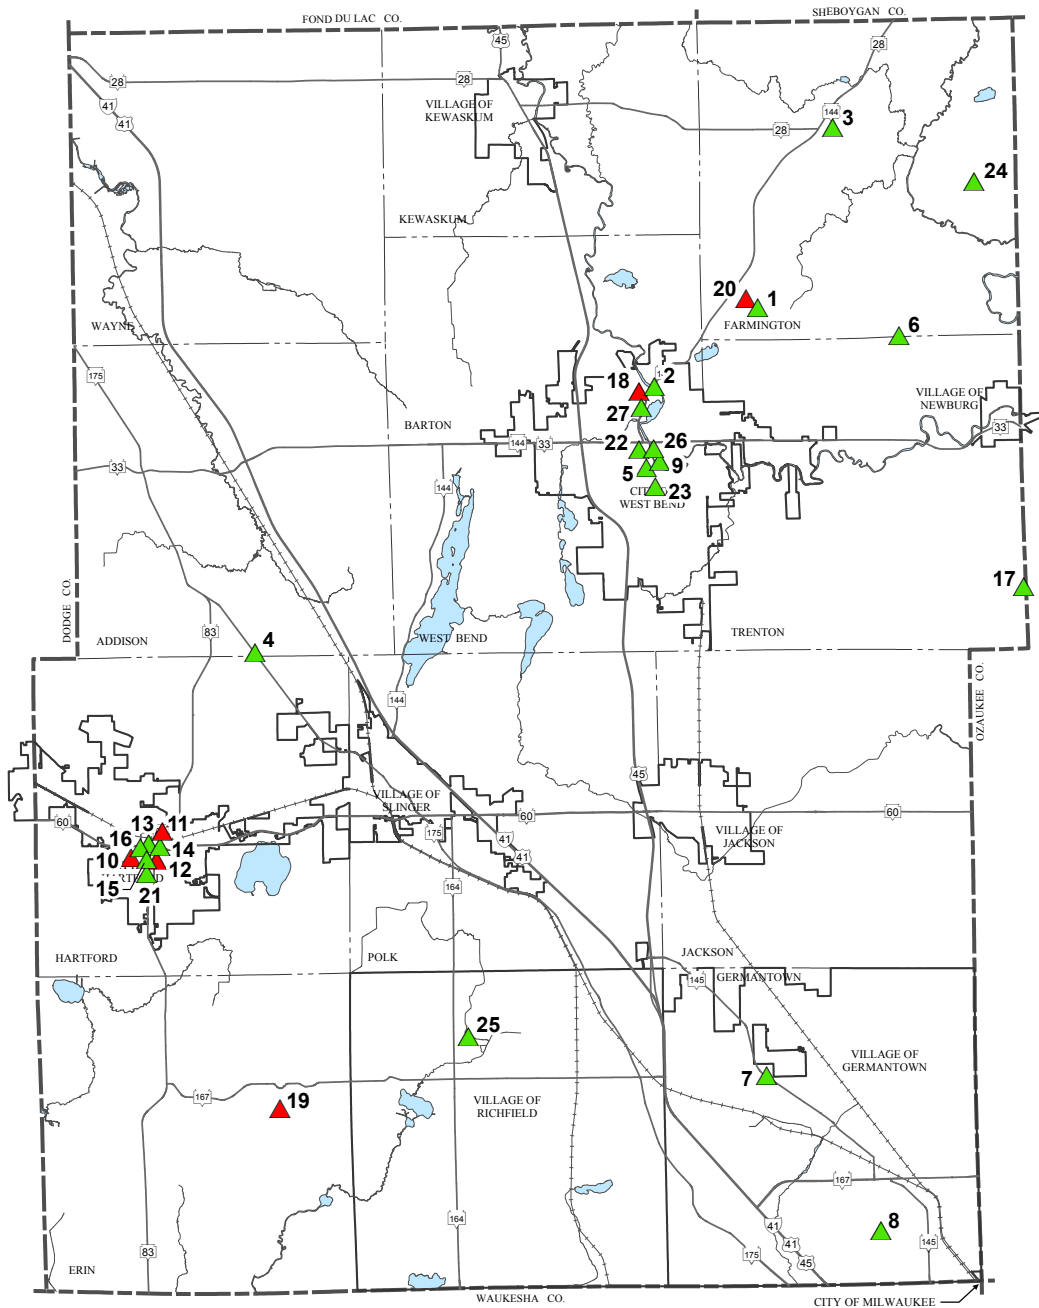 FOND DU LAC CO.
SHEBOYGAN CO.
45
28
28
28
41
41
VILLAGE OF
KEWASKUM
144
3
28
24
KEWASKUM
20
1
FARMINGTON
6
WAYNE
175
18
2
27
VILLAGE OF
NEWBURG
BARTON
33
144
33
22
26
33
9
5
144
23
WEST BEND
17
DODGE CO.
83
ADDISON
4
WEST BEND
TRENTON
OZAUKEE CO.
144
45
VILLAGE OF
SLINGER
60
60
60
13
11
16
14
175
41
41
VILLAGE OF
JACKSON
10
12
15
164
21
HARTFORD
POLK
JACKSON
GERMANTOWN
145
25
VILLAGE OF
GERMANTOWN
7
167
19
VILLAGE OF
RICHFIELD
167
164
8
41
41
45
145
83
175
ERIN
WAUKESHA CO.
CITY OF MILWAUKEE